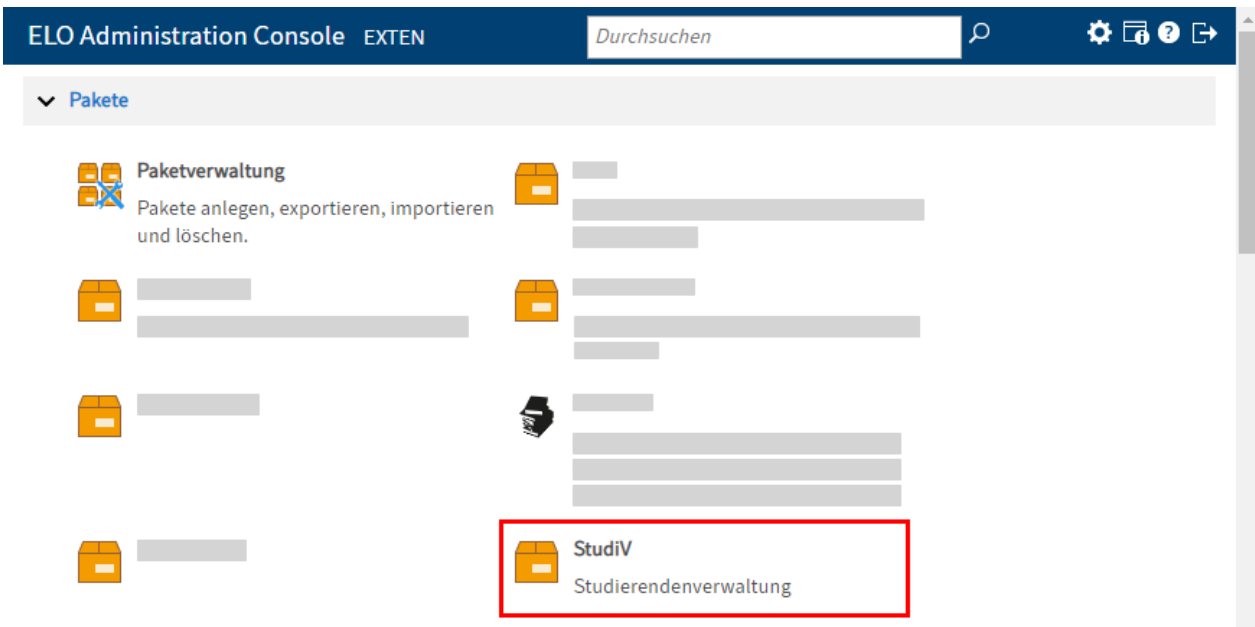 ELO Administration Console EXTEN
Durchsuchen
Pakete
Paketverwaltung
Pakete anlegen, exportieren, importieren
und löschen.
StudiV
Studierendenverwaltung